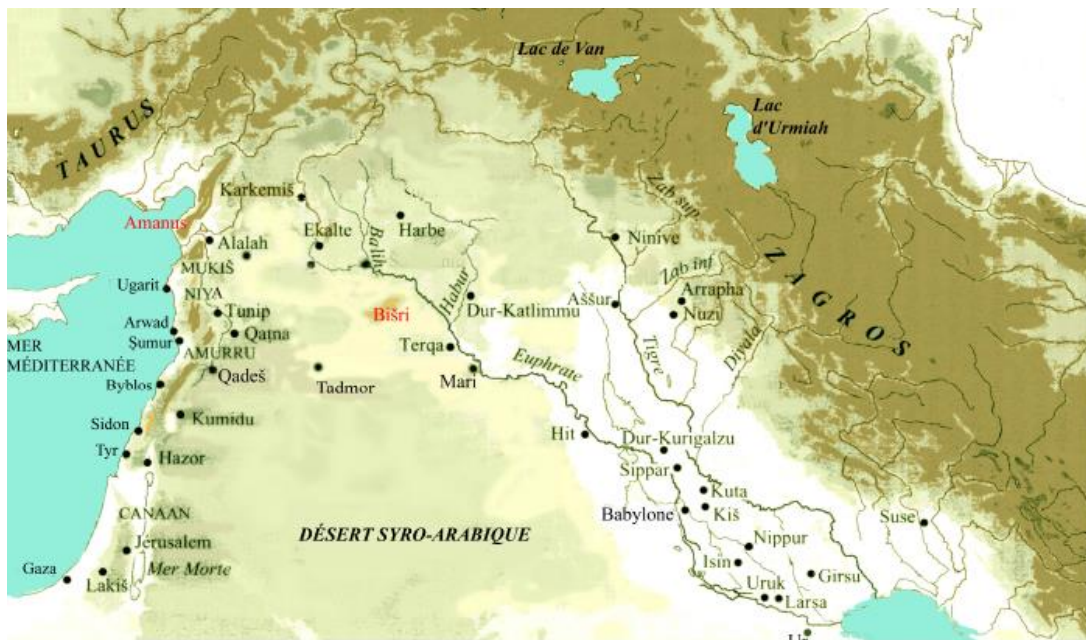 Lac de Van
Lac
d'Urmiah
TAURUS
Karkemiš
Zab sup
Amanus
Ekalte
Balih
Harbe
Ninive
Alalah
MUKIŠ
ZAGROS
Zab inf
Ugarit
NIYA
Bišri
Habur
Dur-Katlimmu
Aššur
Arrapha
Nuzi
Tunip
Arwad
Qaṭna
MER
MÉDITERRANÉE
Ṣumur
AMURRU
Terqa
Tigre
Diyala
Euphrate
Qadeš
Tadmor
Mari
Byblos
Kumidu
Sidon
Hit
Dur-Kurigalzu
Tyr
Hazor
Sippar
Kuta
CANAAN
DÉSERT SYRO-ARABIQUE
Babylone
Kiš
Suse
Jérusalem
Nippur
Gaza
Lakiš
Mer Morte
Isin
Girsu
Uruk
Larsa